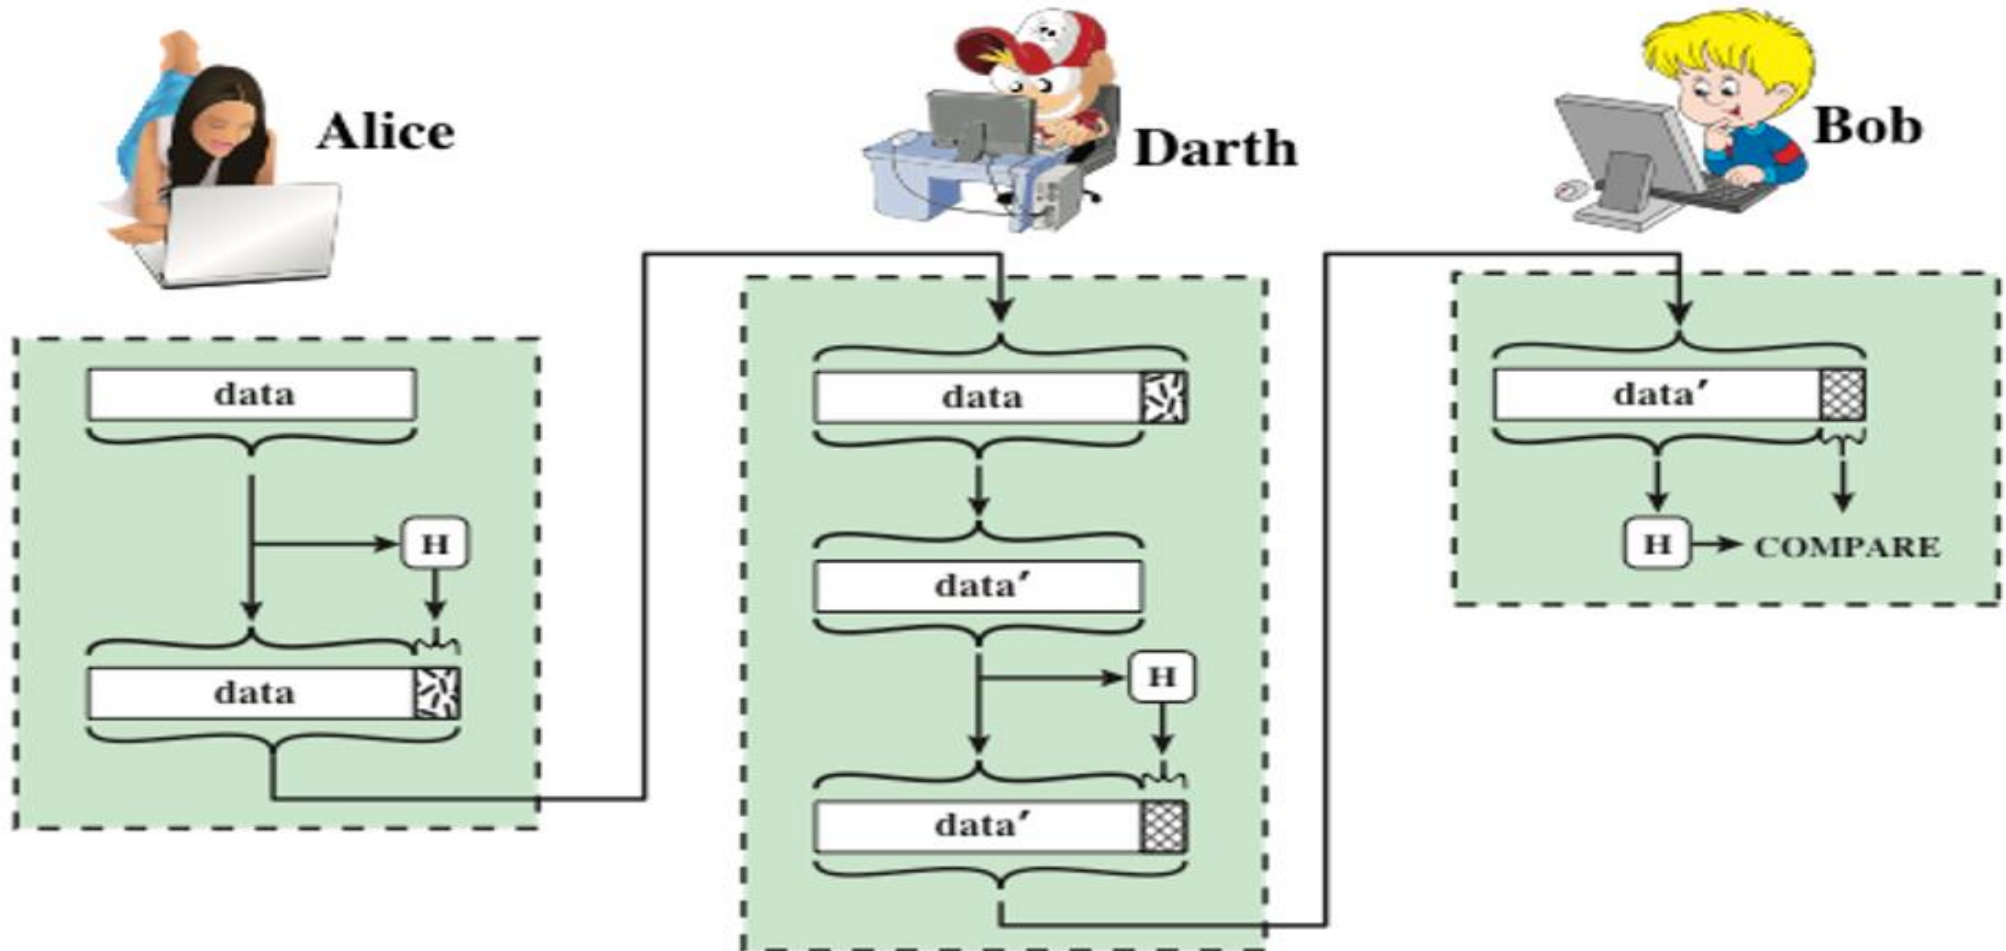 Alice
Darth
Bob
data
H
data
data
data′
H
data′
data′
H
COMPARE